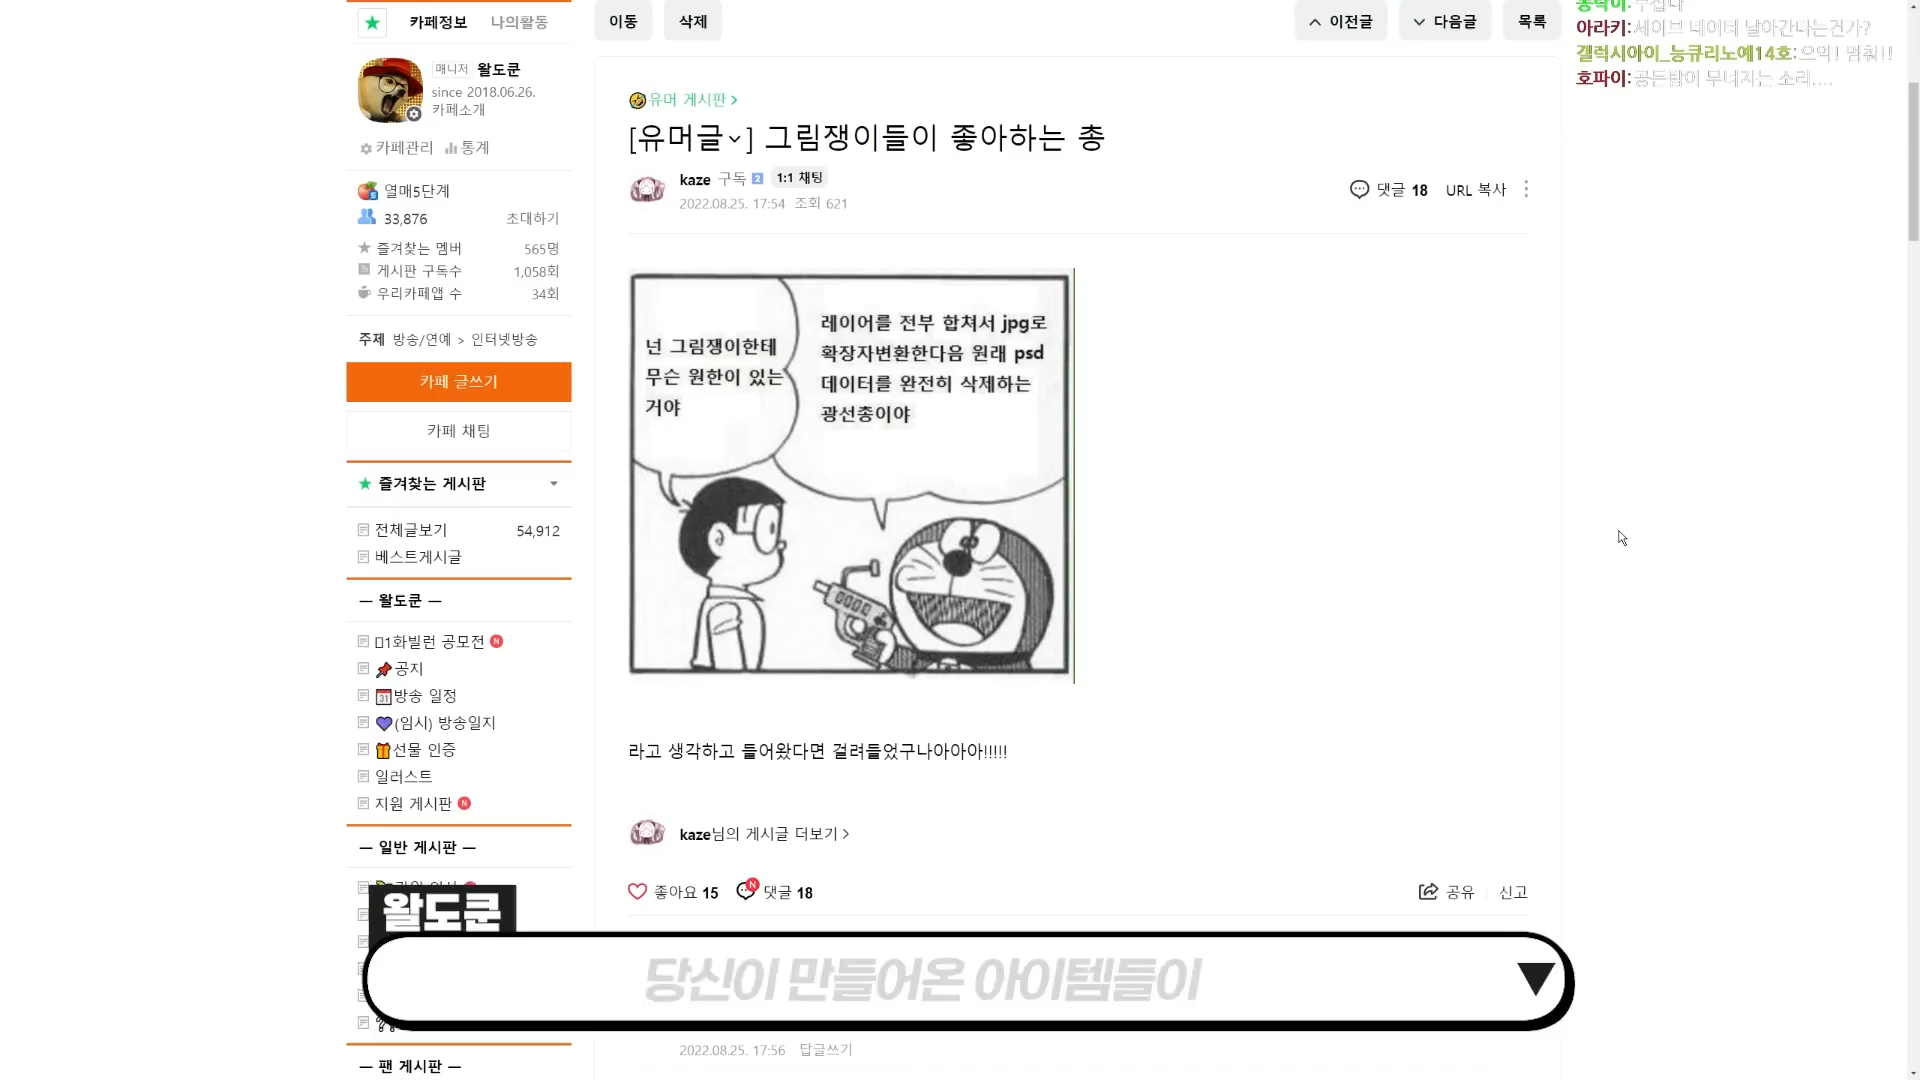 카페정보 나의활동
매니저 왈도쿤
since 2018.06.26.
카페소개
카페관리 통계
열매5단계
33,876 초대하기
즐겨찾는 멤버 565명
게시판 구독수 1,058회
우리카페앱 수 34회
주제 방송/연예 > 인터넷방송
카페 글쓰기
카페 채팅
즐겨찾는 게시판
전체글보기 54,912
베스트게시글
— 왈도쿤 —
1화빌런 공모전 N
공지
방송 일정
(임시) 방송일지
선물 인증
일러스트
지원 게시판 N
— 일반 게시판 —
— 팬 게시판 —
이동 삭제 이전글 다음글 목록
유머 게시판 >
[유머글] 그림쟁이들이 좋아하는 총
kaze 구독 2 1:1 채팅
2022.08.25. 17:54 조회 621
댓글 18 URL 복사
넌 그림쟁이한테
무슨 원한이 있는
거야
레이어를 전부 합쳐서 jpg로
확장자변환한다음 원래 psd
데이터를 완전히 삭제하는
광선총이야
라고 생각하고 들어왔다면 걸려들었구나아아아!!!!!
kaze님의 게시글 더보기 >
좋아요 15 댓글 18 공유 신고
왈도쿤
당신이 만들어온 아이템들이
2022.08.25. 17:56 답글쓰기
아라키: 세이브 데이터 날아간다는건가?
갤럭시아이_능큐리노예14호: 으악! 멈춰!!
호파이: 공든탑이 무너지는 소리....